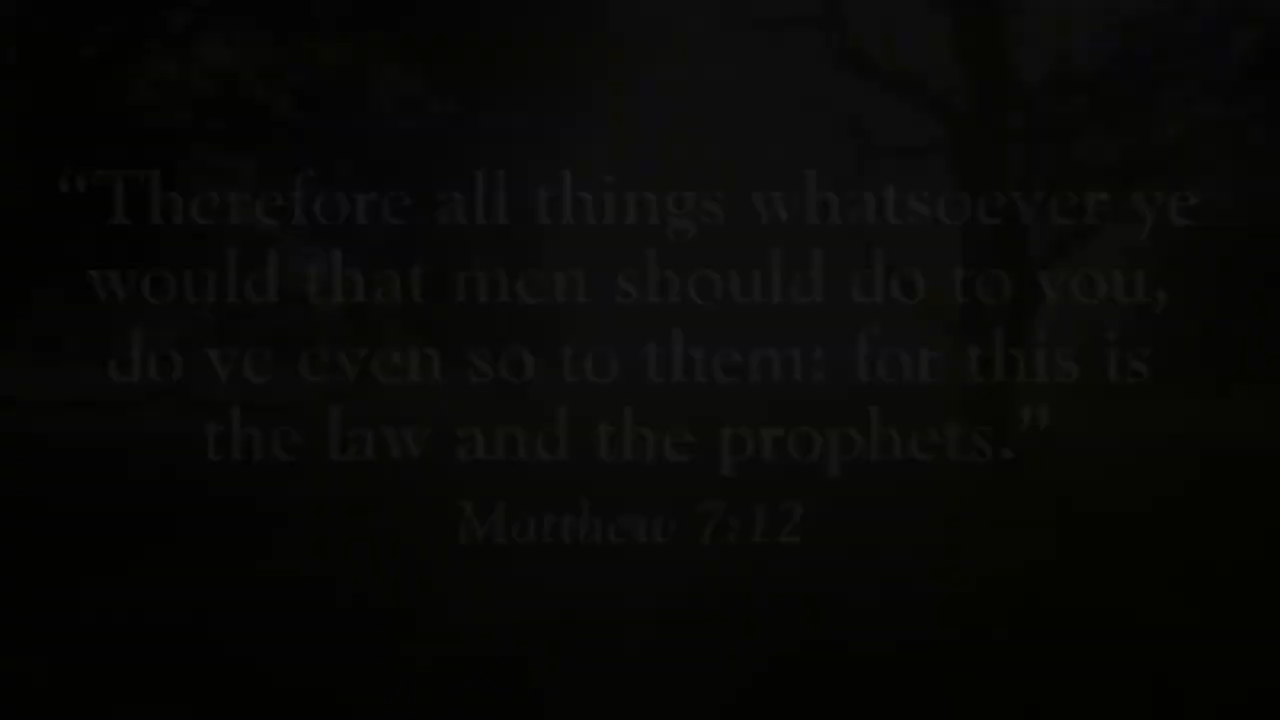 “Therefore all things whatsoever ye
would that men should do to you,
do ye even so to them: for this is
the law and the prophets.”
Matthew 7:12